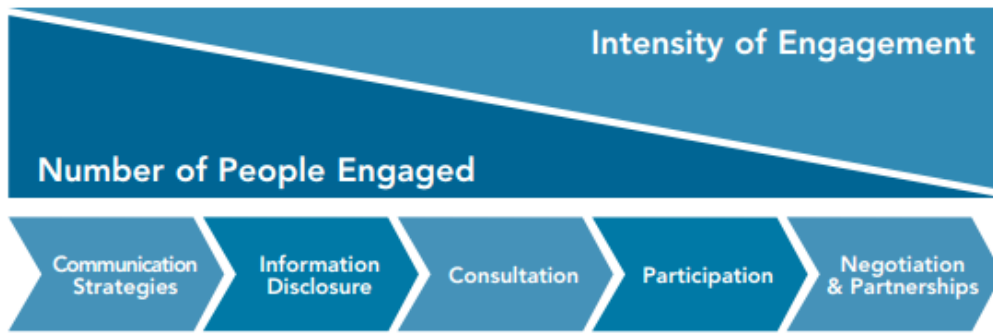 Intensity of Engagement
Number of People Engaged
Communication
Strategies
Information
Disclosure
Consultation
Participation
Negotiation
& Partnerships